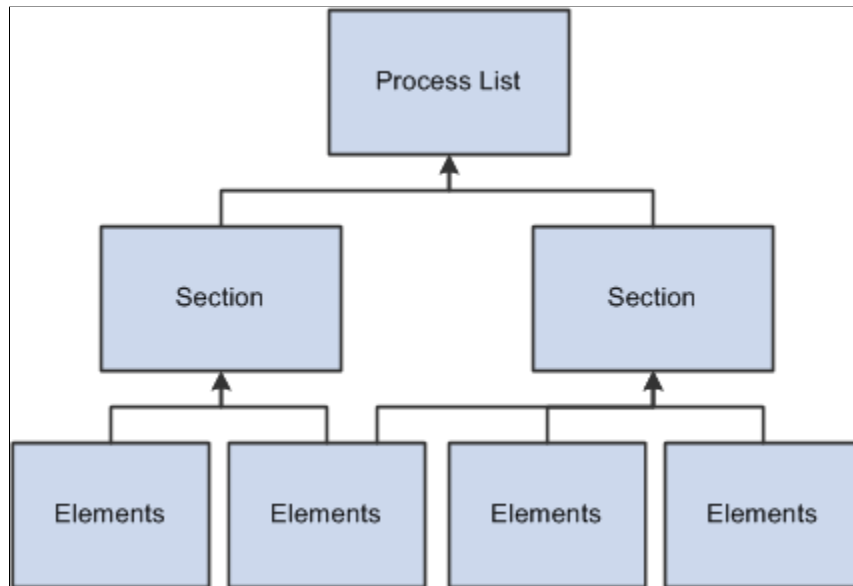 Process List
Section
Section
Elements
Elements
Elements
Elements